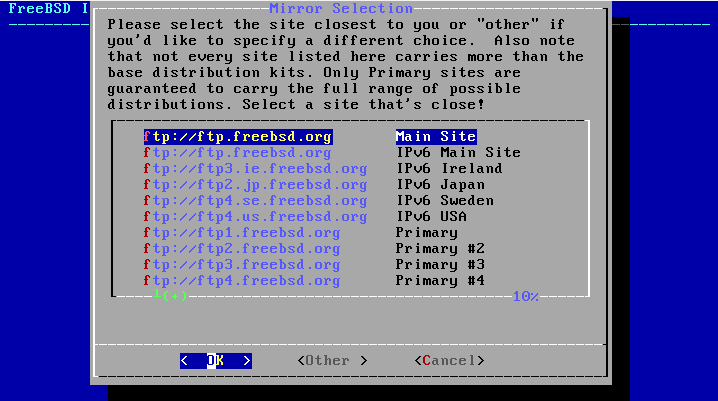 FreeBSD I
Mirror Selection
Please select the site closest to you or "other" if
you'd like to specify a different choice.  Also note
that not every site listed here carries more than the
base distribution kits. Only Primary sites are
guaranteed to carry the full range of possible
distributions. Select a site that's close!
ftp://ftp.freebsd.org Main Site
ftp://ftp.freebsd.org IPv6 Main Site
ftp://ftp3.ie.freebsd.org IPv6 Ireland
ftp://ftp2.jp.freebsd.org IPv6 Japan
ftp://ftp4.se.freebsd.org IPv6 Sweden
ftp://ftp4.us.freebsd.org IPv6 USA
ftp://ftp1.freebsd.org Primary
ftp://ftp2.freebsd.org Primary #2
ftp://ftp3.freebsd.org Primary #3
ftp://ftp4.freebsd.org Primary #4
(+) 10%
< OK > <Other > <Cancel>